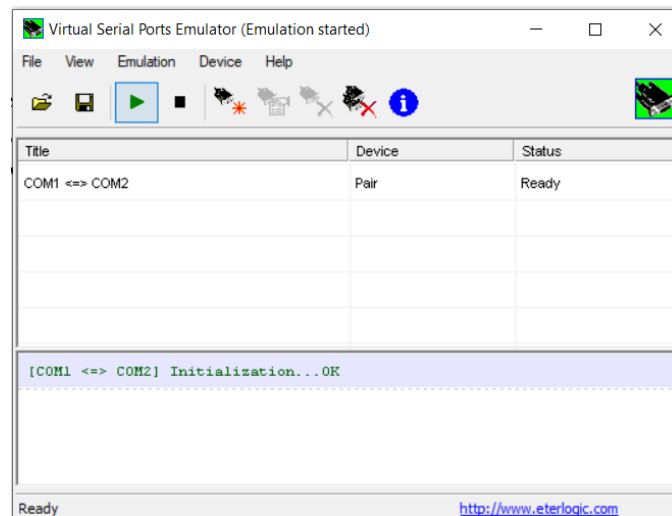 Virtual Serial Ports Emulator (Emulation started)
File View Emulation Device Help
Title Device Status
COM1 <=> COM2 Pair Ready
[COM1 <=> COM2] Initialization...OK
Ready http://www.eterlogic.com